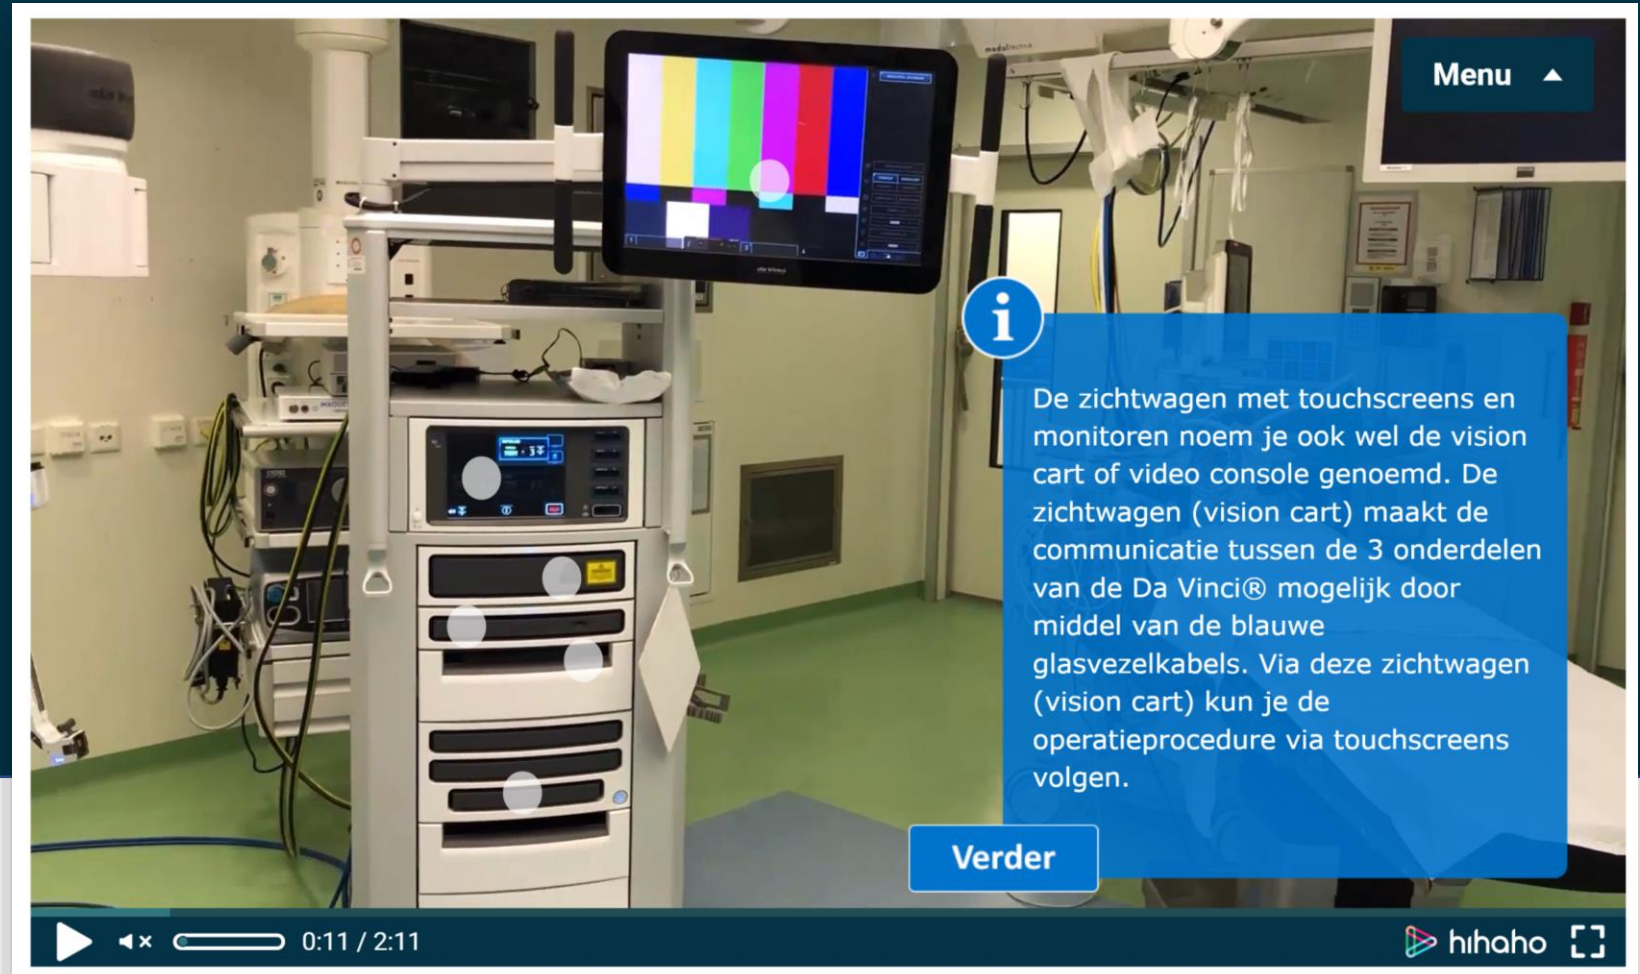 Menu
da Vinci
De zichtwagen met touchscreens en
monitoren noem je ook wel de vision
cart of video console genoemd. De
zichtwagen (vision cart) maakt de
communicatie tussen de 3 onderdelen
van de Da Vinci® mogelijk door
middel van de blauwe
glasvezelkabels. Via deze zichtwagen
(vision cart) kun je de
operatieprocedure via touchscreens
volgen.
Verder
0:11 / 2:11
hihaho